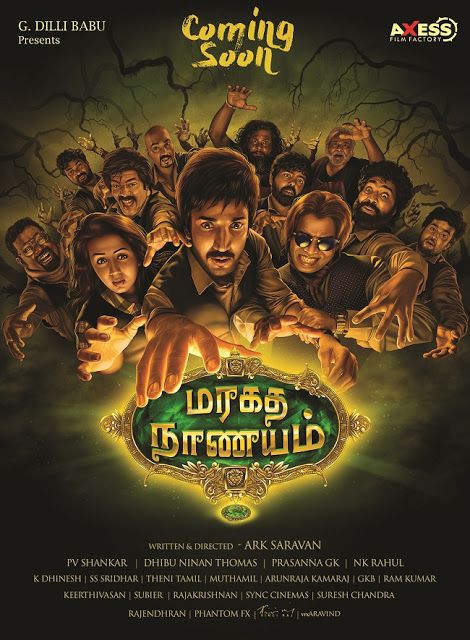 G. DILLI BABU
Presents
Coming
Soon
AXESS
FILM FACTORY
மரகத
நாணயம்
WRITTEN & DIRECTED - ARK SARAVAN
PV SHANKAR | DHIBU NINAN THOMAS | PRASANNA GK | NK RAHUL
K DHINESH | SS SRIDHAR | THENI TAMIL | MUTHAMIL | ARUNRAJA KAMARAJ | GKB | RAM KUMAR
KEERTHIVASAN | SUBIER | RAJAKRISHNAN | SYNC CINEMAS | SURESH CHANDRA
RAJENDHRAN | PHANTOM FX | | vmARAVIND